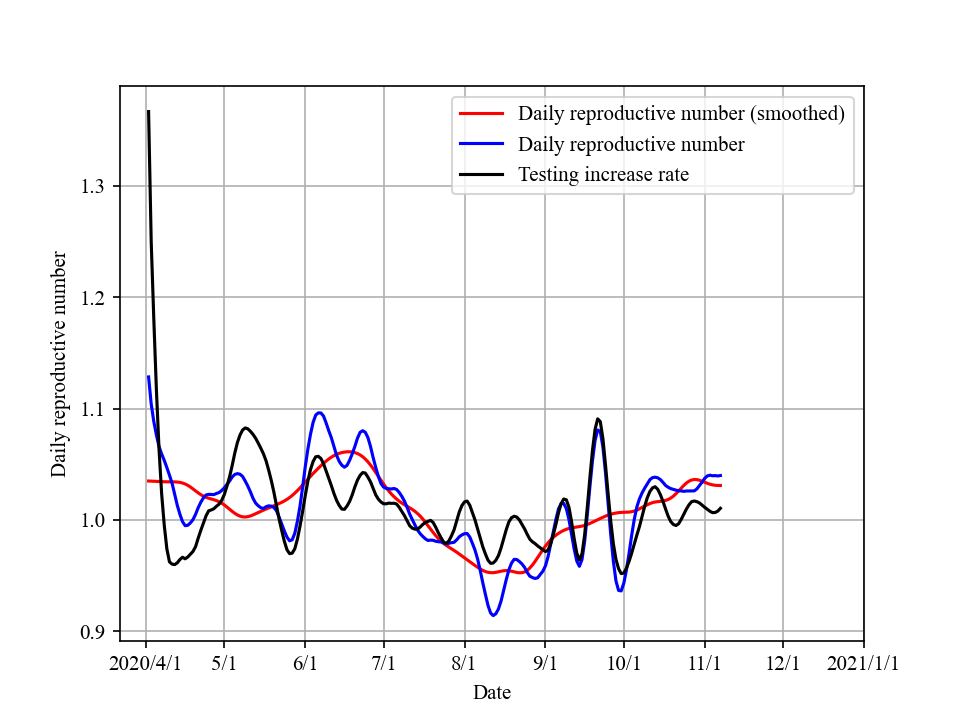 Daily reproductive number (smoothed)
Daily reproductive number
Testing increase rate
Daily reproductive number
1.3
1.2
1.1
1.0
0.9
2020/4/1 5/1 6/1 7/1 8/1 9/1 10/1 11/1 12/1 2021/1/1
Date